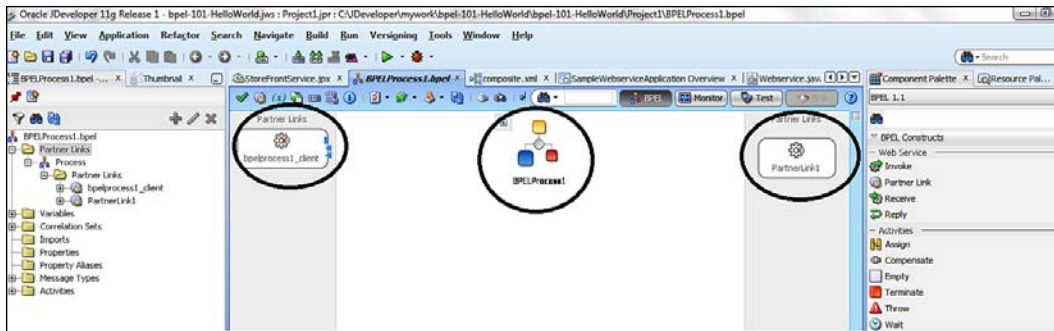 Oracle JDeveloper 11g Release 1 - bpel-101-HelloWorld.jws : Project1.jpr : C:\JDeveloper\mywork\bpel-101-HelloWorld\bpel-101-HelloWorld\Project1\BPELProcess1.bpel
File Edit View Application Refactor Search Navigate Build Run Versioning Tools Window Help
Search
BPELProcess1.bpel -... Thumbnail
StoreFrontService.jpx BPELProcess1.bpel composite.xml SampleWebserviceApplication Overview Webservice.jav.
Component Palette Resource Pal...
BPEL Monitor Test
BPEL 1.1
BPELProcess1.bpel
Partner Links
Process
Partner Links
bpelprocess1_client
PartnerLink1
Variables
Correlation Sets
Imports
Properties
Property Aliases
Message Types
Activities
Partner Links
bpelprocess1_client
BPELProcess1
Partner Links
PartnerLink1
BPEL Constructs
Web Service
Invoke
Partner Link
Receive
Reply
Activities
Assign
Compensate
Empty
Terminate
Throw
Wait